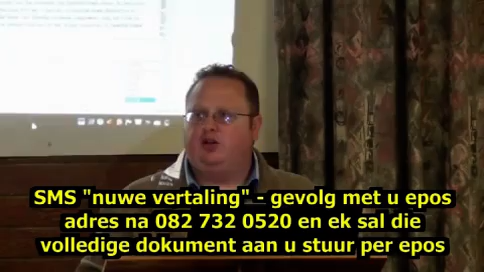 SMS "nuwe vertaling" - gevolg met u epos
adres na 082 732 0520 en ek sal die
volledige dokument aan u stuur per epos